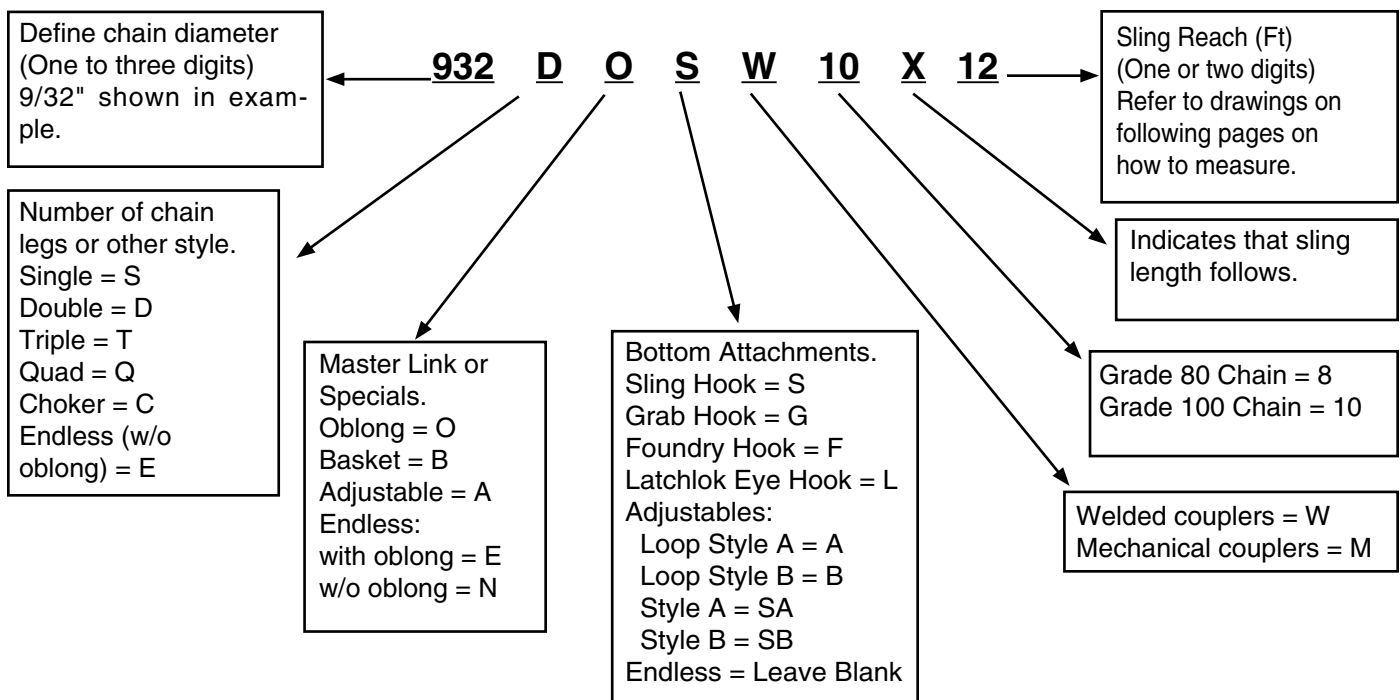 Define chain diameter
(One to three digits)
9/32" shown in exam-
ple.
932 D O S W 10 X 12
Sling Reach (Ft)
(One or two digits)
Refer to drawings on
following pages on
how to measure.
Number of chain
legs or other style.
Single = S
Double = D
Triple = T
Quad = Q
Choker = C
Endless (w/o
oblong) = E
Master Link or
Specials.
Oblong = O
Basket = B
Adjustable = A
Endless:
with oblong = E
w/o oblong = N
Bottom Attachments.
Sling Hook = S
Grab Hook = G
Foundry Hook = F
Latchlok Eye Hook = L
Adjustables:
Loop Style A = A
Loop Style B = B
Style A = SA
Style B = SB
Endless = Leave Blank
Indicates that sling
length follows.
Grade 80 Chain = 8
Grade 100 Chain = 10
Welded couplers = W
Mechanical couplers = M